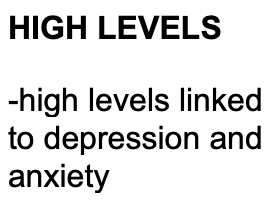 HIGH LEVELS
-high levels linked
to depression and
anxiety